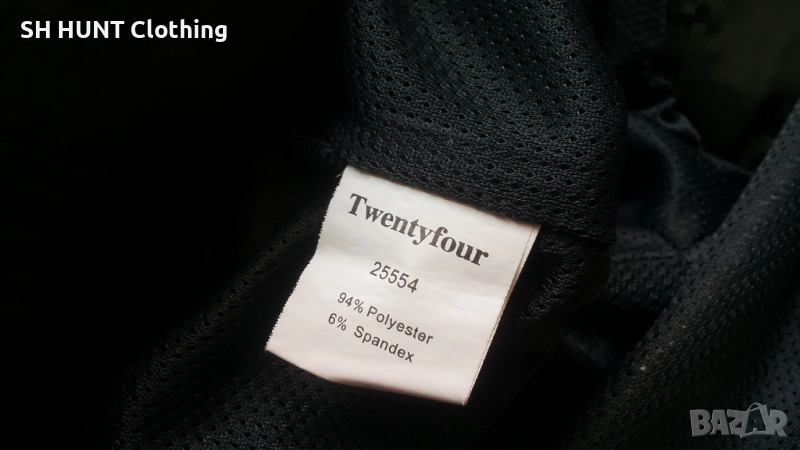 SH HUNT Clothing
Twentyfour
25554
94% Polyester
6% Spandex
BAZAR